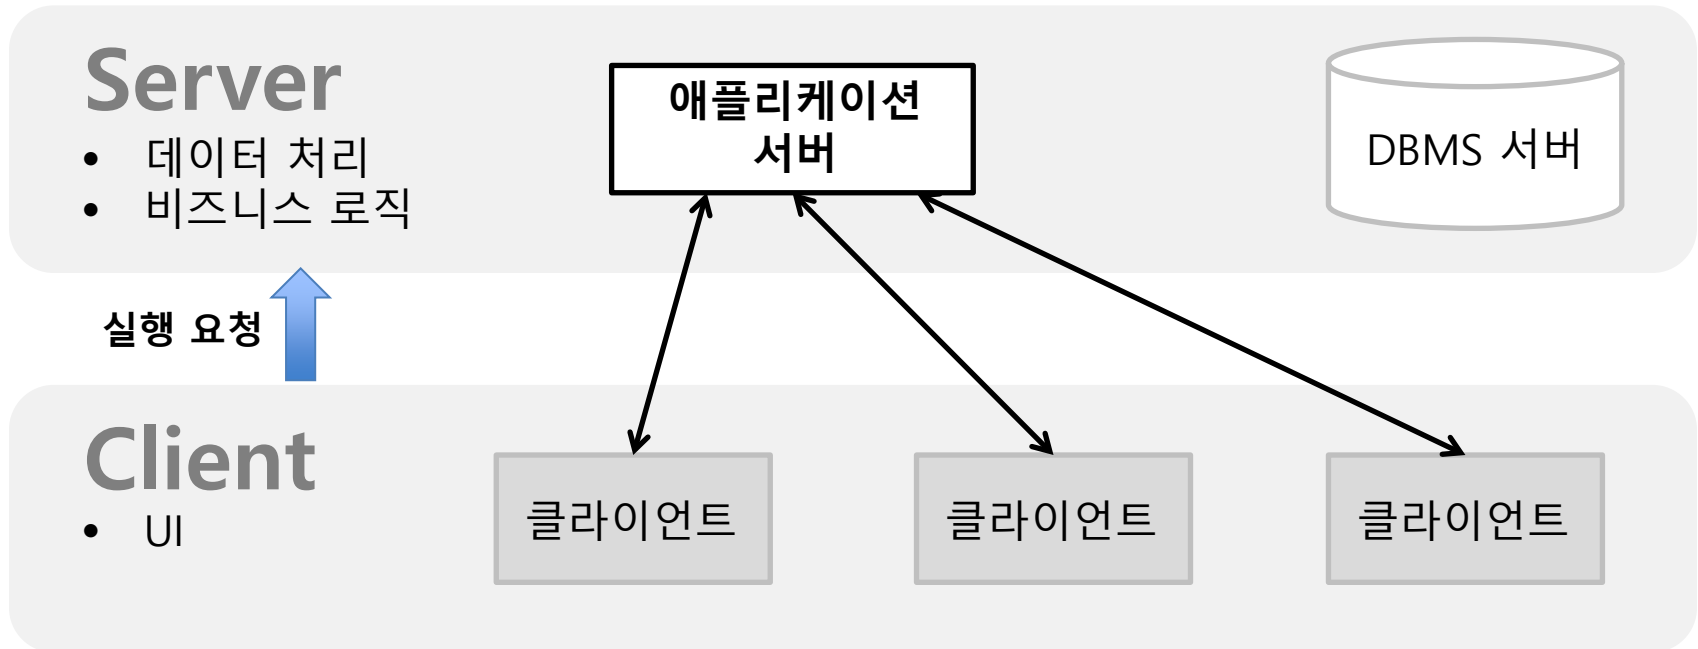 Server
• 데이터 처리
• 비즈니스 로직
애플리케이션
서버
DBMS 서버
실행 요청
Client
• UI
클라이언트
클라이언트
클라이언트